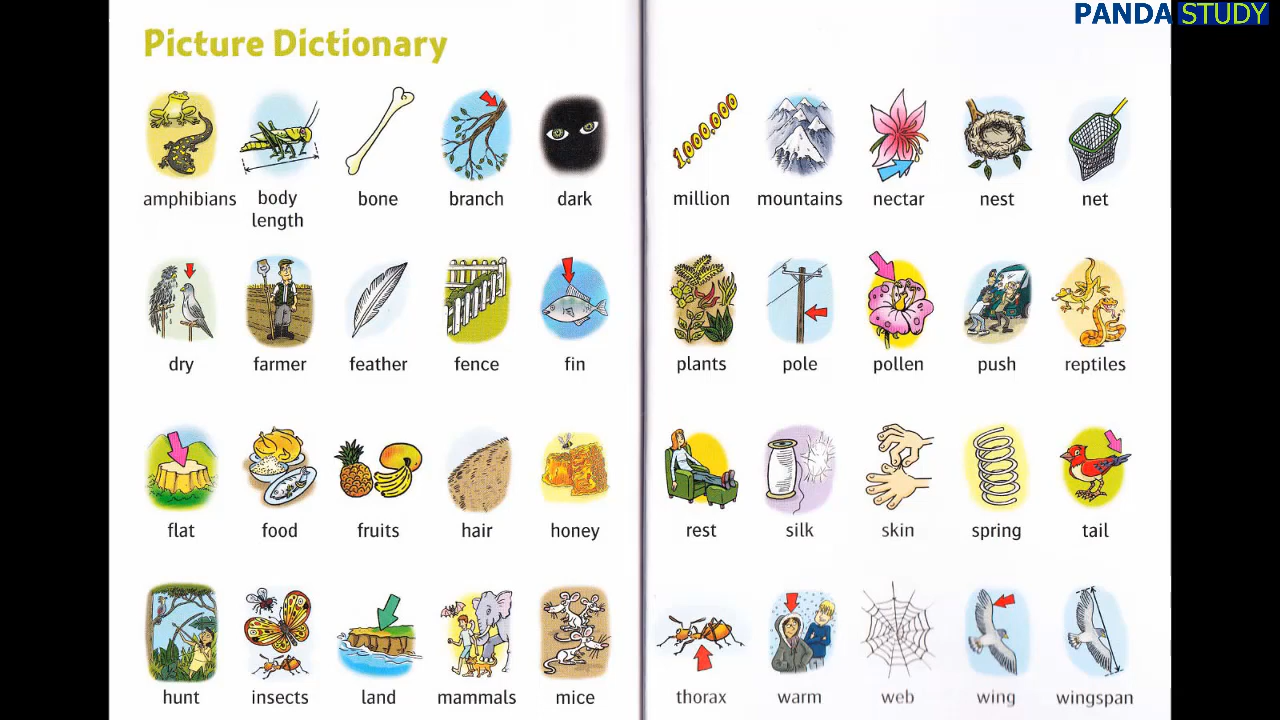 PANDA STUDY
Picture Dictionary
amphibians
body
length
bone
branch
dark
dry
farmer
feather
fence
fin
flat
food
fruits
hair
honey
hunt
insects
land
mammals
mice
1,000,000
million
mountains
nectar
nest
net
plants
pole
pollen
push
reptiles
rest
silk
skin
spring
tail
thorax
warm
web
wing
wingspan